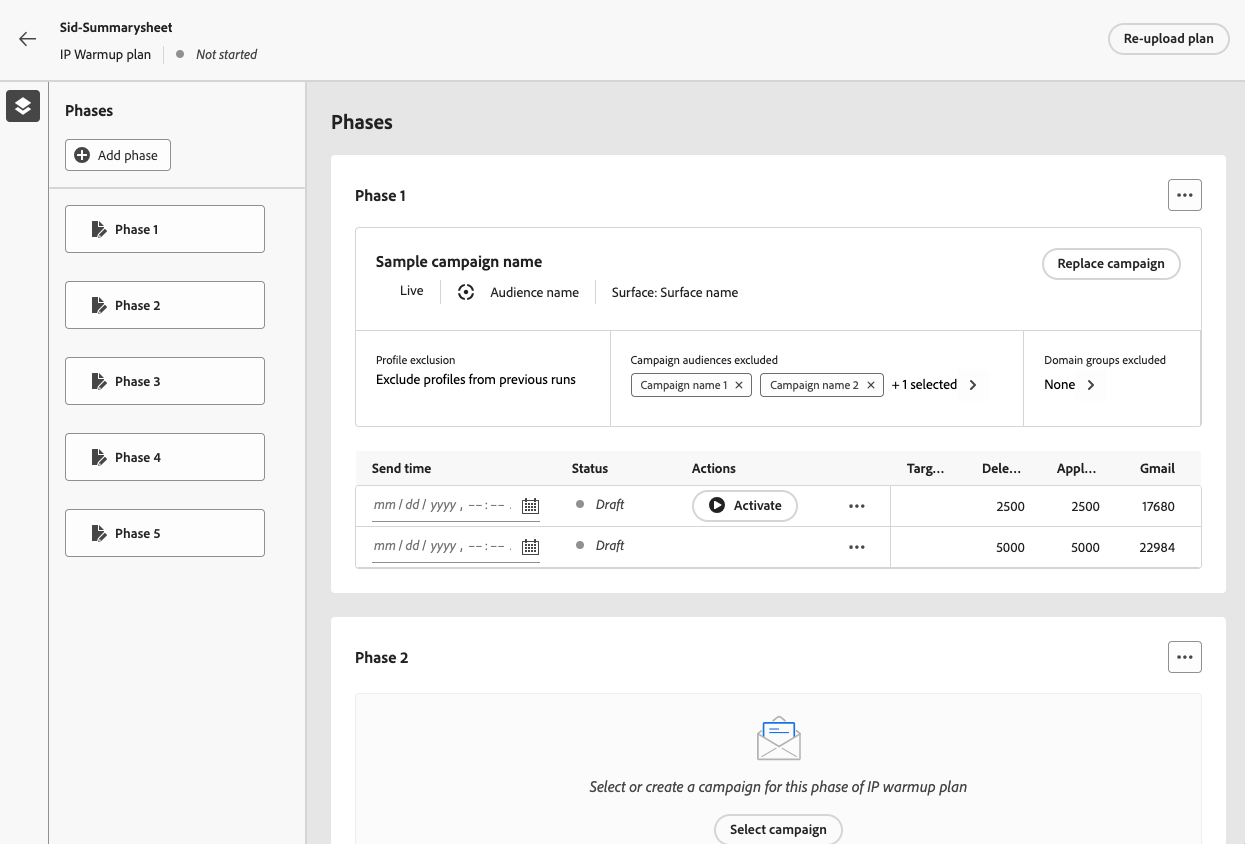 Sid-Summarysheet
IP Warmup plan
Not started
Re-upload plan
Phases
Add phase
Phase 1
Phase 2
Phase 3
Phase 4
Phase 5
Phases
Phase 1
Sample campaign name
Replace campaign
Live
Audience name
Surface: Surface name
Profile exclusion
Exclude profiles from previous runs
Campaign audiences excluded
Campaign name 1
Campaign name 2
+ 1 selected
Domain groups excluded
None
Send time Status Actions Targ... Dele... Appl... Gmail
mm / dd / yyyy , −− : −− . Draft Activate 2500 2500 17680
mm / dd / yyyy , −− : −− . Draft 5000 5000 22984
Phase 2
Select or create a campaign for this phase of IP warmup plan
Select campaign